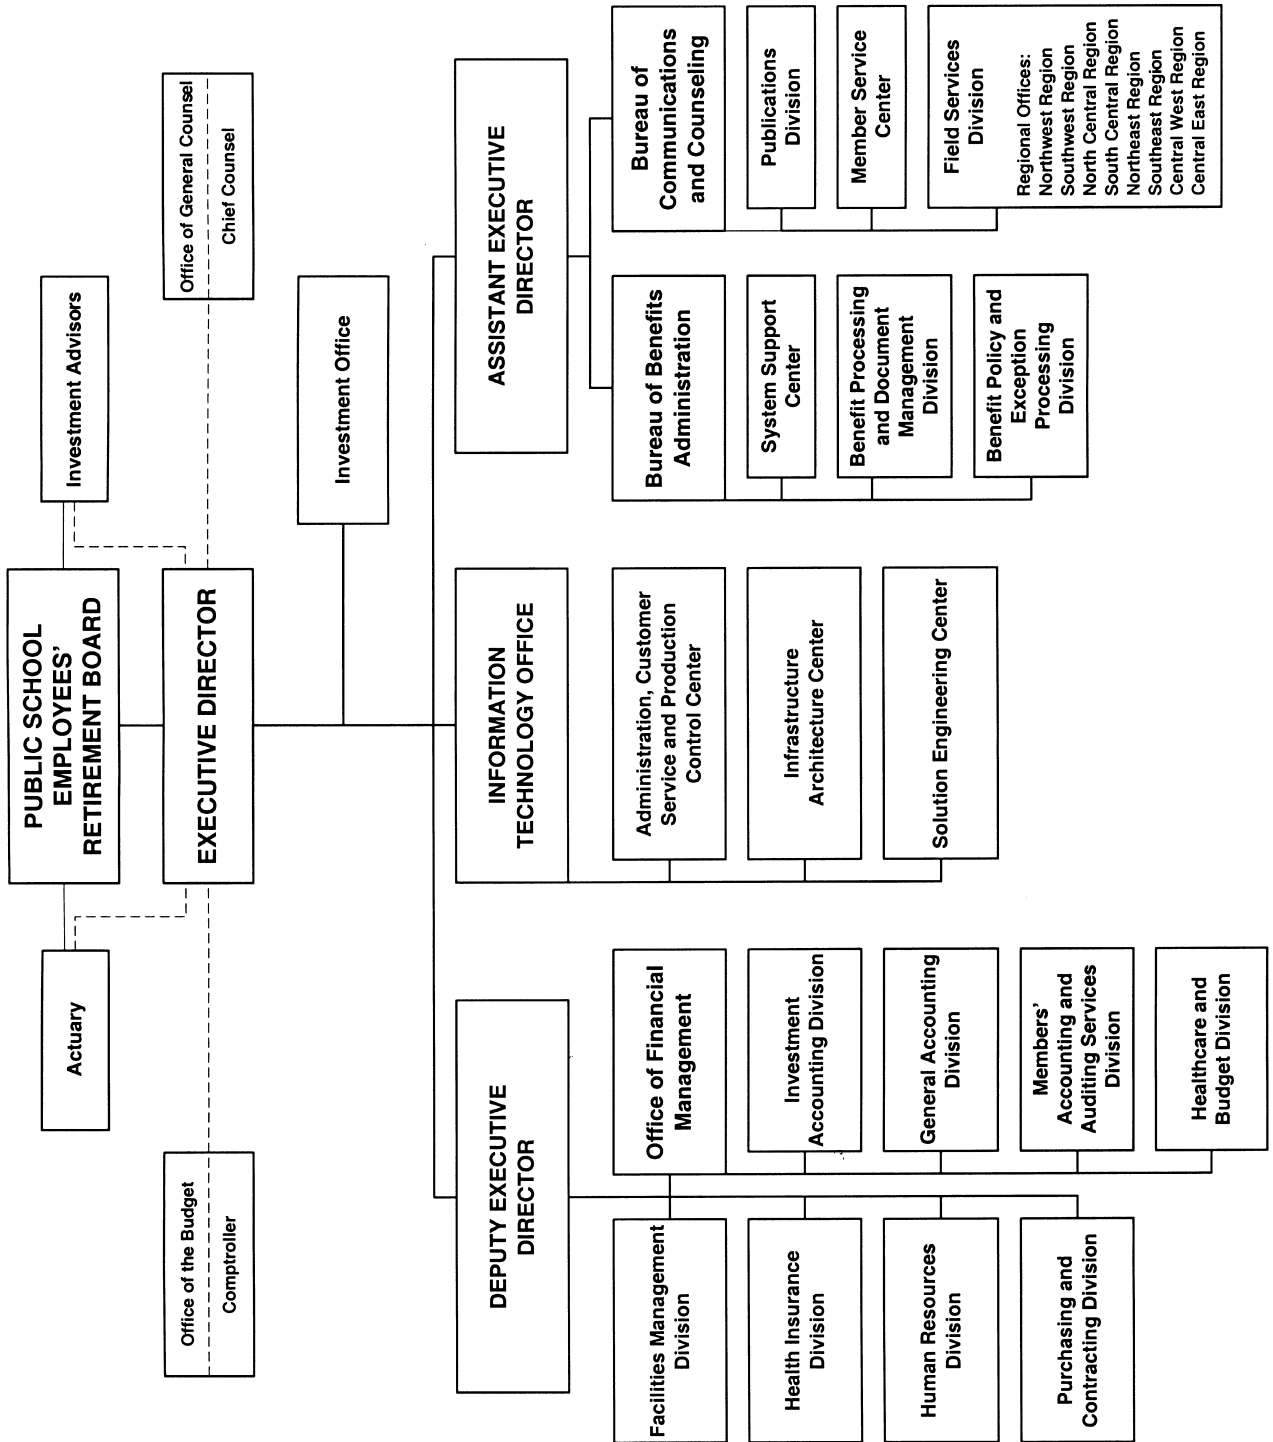 PUBLIC SCHOOL
EMPLOYEES'
RETIREMENT BOARD
Actuary
Investment Advisors
EXECUTIVE DIRECTOR
Office of the Budget
Comptroller
Office of General Counsel
Chief Counsel
Investment Office
DEPUTY EXECUTIVE
DIRECTOR
INFORMATION
TECHNOLOGY OFFICE
ASSISTANT EXECUTIVE
DIRECTOR
Facilities Management
Division
Health Insurance
Division
Human Resources
Division
Purchasing and
Contracting Division
Office of Financial
Management
Investment
Accounting Division
General Accounting
Division
Members'
Accounting and
Auditing Services
Division
Healthcare and
Budget Division
Administration, Customer
Service and Production
Control Center
Infrastructure
Architecture Center
Solution Engineering Center
Bureau of Benefits
Administration
System Support
Center
Benefit Processing
and Document
Management
Division
Benefit Policy and
Exception
Processing
Division
Bureau of
Communications
and Counseling
Publications
Division
Member Service
Center
Field Services
Division
Regional Offices:
Northwest Region
Southwest Region
North Central Region
South Central Region
Northeast Region
Southeast Region
Central West Region
Central East Region